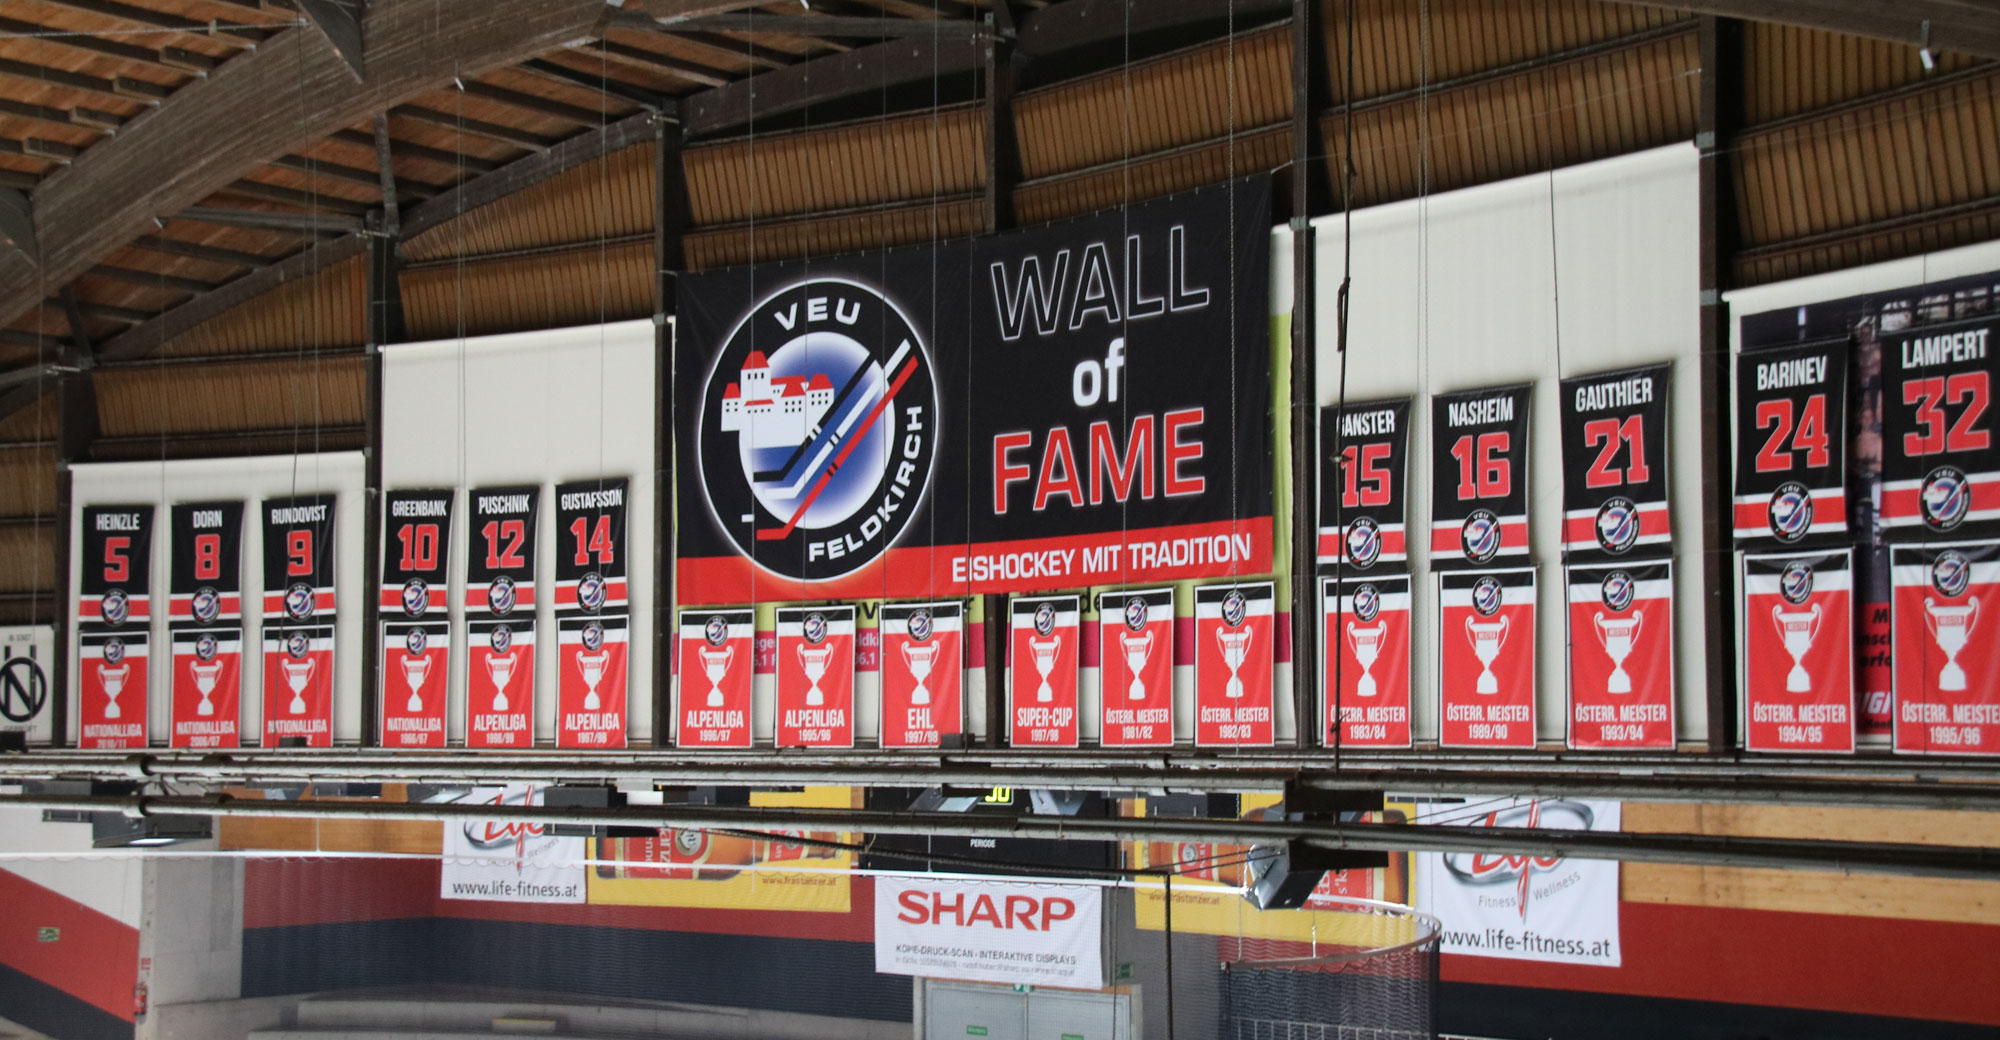 WALL
of
FAME
VEU
FELDKIRCH
EISHOCKEY MIT TRADITION
HEINZLE
5
DORN
8
RUNDQVIST
9
GREENBANK
10
PUSCHNIK
12
GUSTAFSSON
14
GANSTER
15
NASHEIM
16
GAUTHIER
21
BARINEV
24
LAMPERT
32
NATIONALLIGA
2010/11
NATIONALLIGA
2006/07
NATIONALLIGA
NATIONALLIGA
1966/67
ALPENLIGA
1998/99
ALPENLIGA
1997/98
ALPENLIGA
1996/97
ALPENLIGA
1995/96
EHL
1997/98
SUPER-CUP
1997/98
ÖSTERR. MEISTER
1981/82
ÖSTERR. MEISTER
1982/83
ÖSTERR. MEISTER
1983/84
ÖSTERR. MEISTER
1989/90
ÖSTERR. MEISTER
1993/94
ÖSTERR. MEISTER
1994/95
ÖSTERR. MEISTER
1995/96
PERIODE
www.life-fitness.at
www.frastanzer.at
SHARP
KOPIE-DRUCK-SCAN - INTERAKTIVE DISPLAYS
Fitness Wellness
www.life-fitness.at